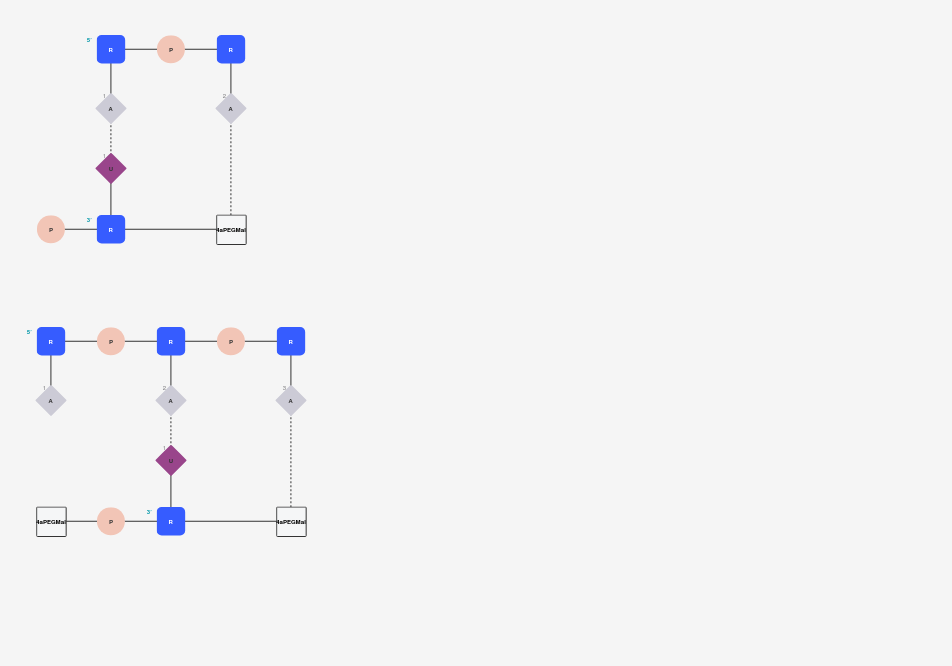 5' R P R
1 A 2 A
1 U
P 3' R 4aPEGMal
5' R P R P R
1 A 2 A 3 A
1 U
4aPEGMal P 3' R 4aPEGMal